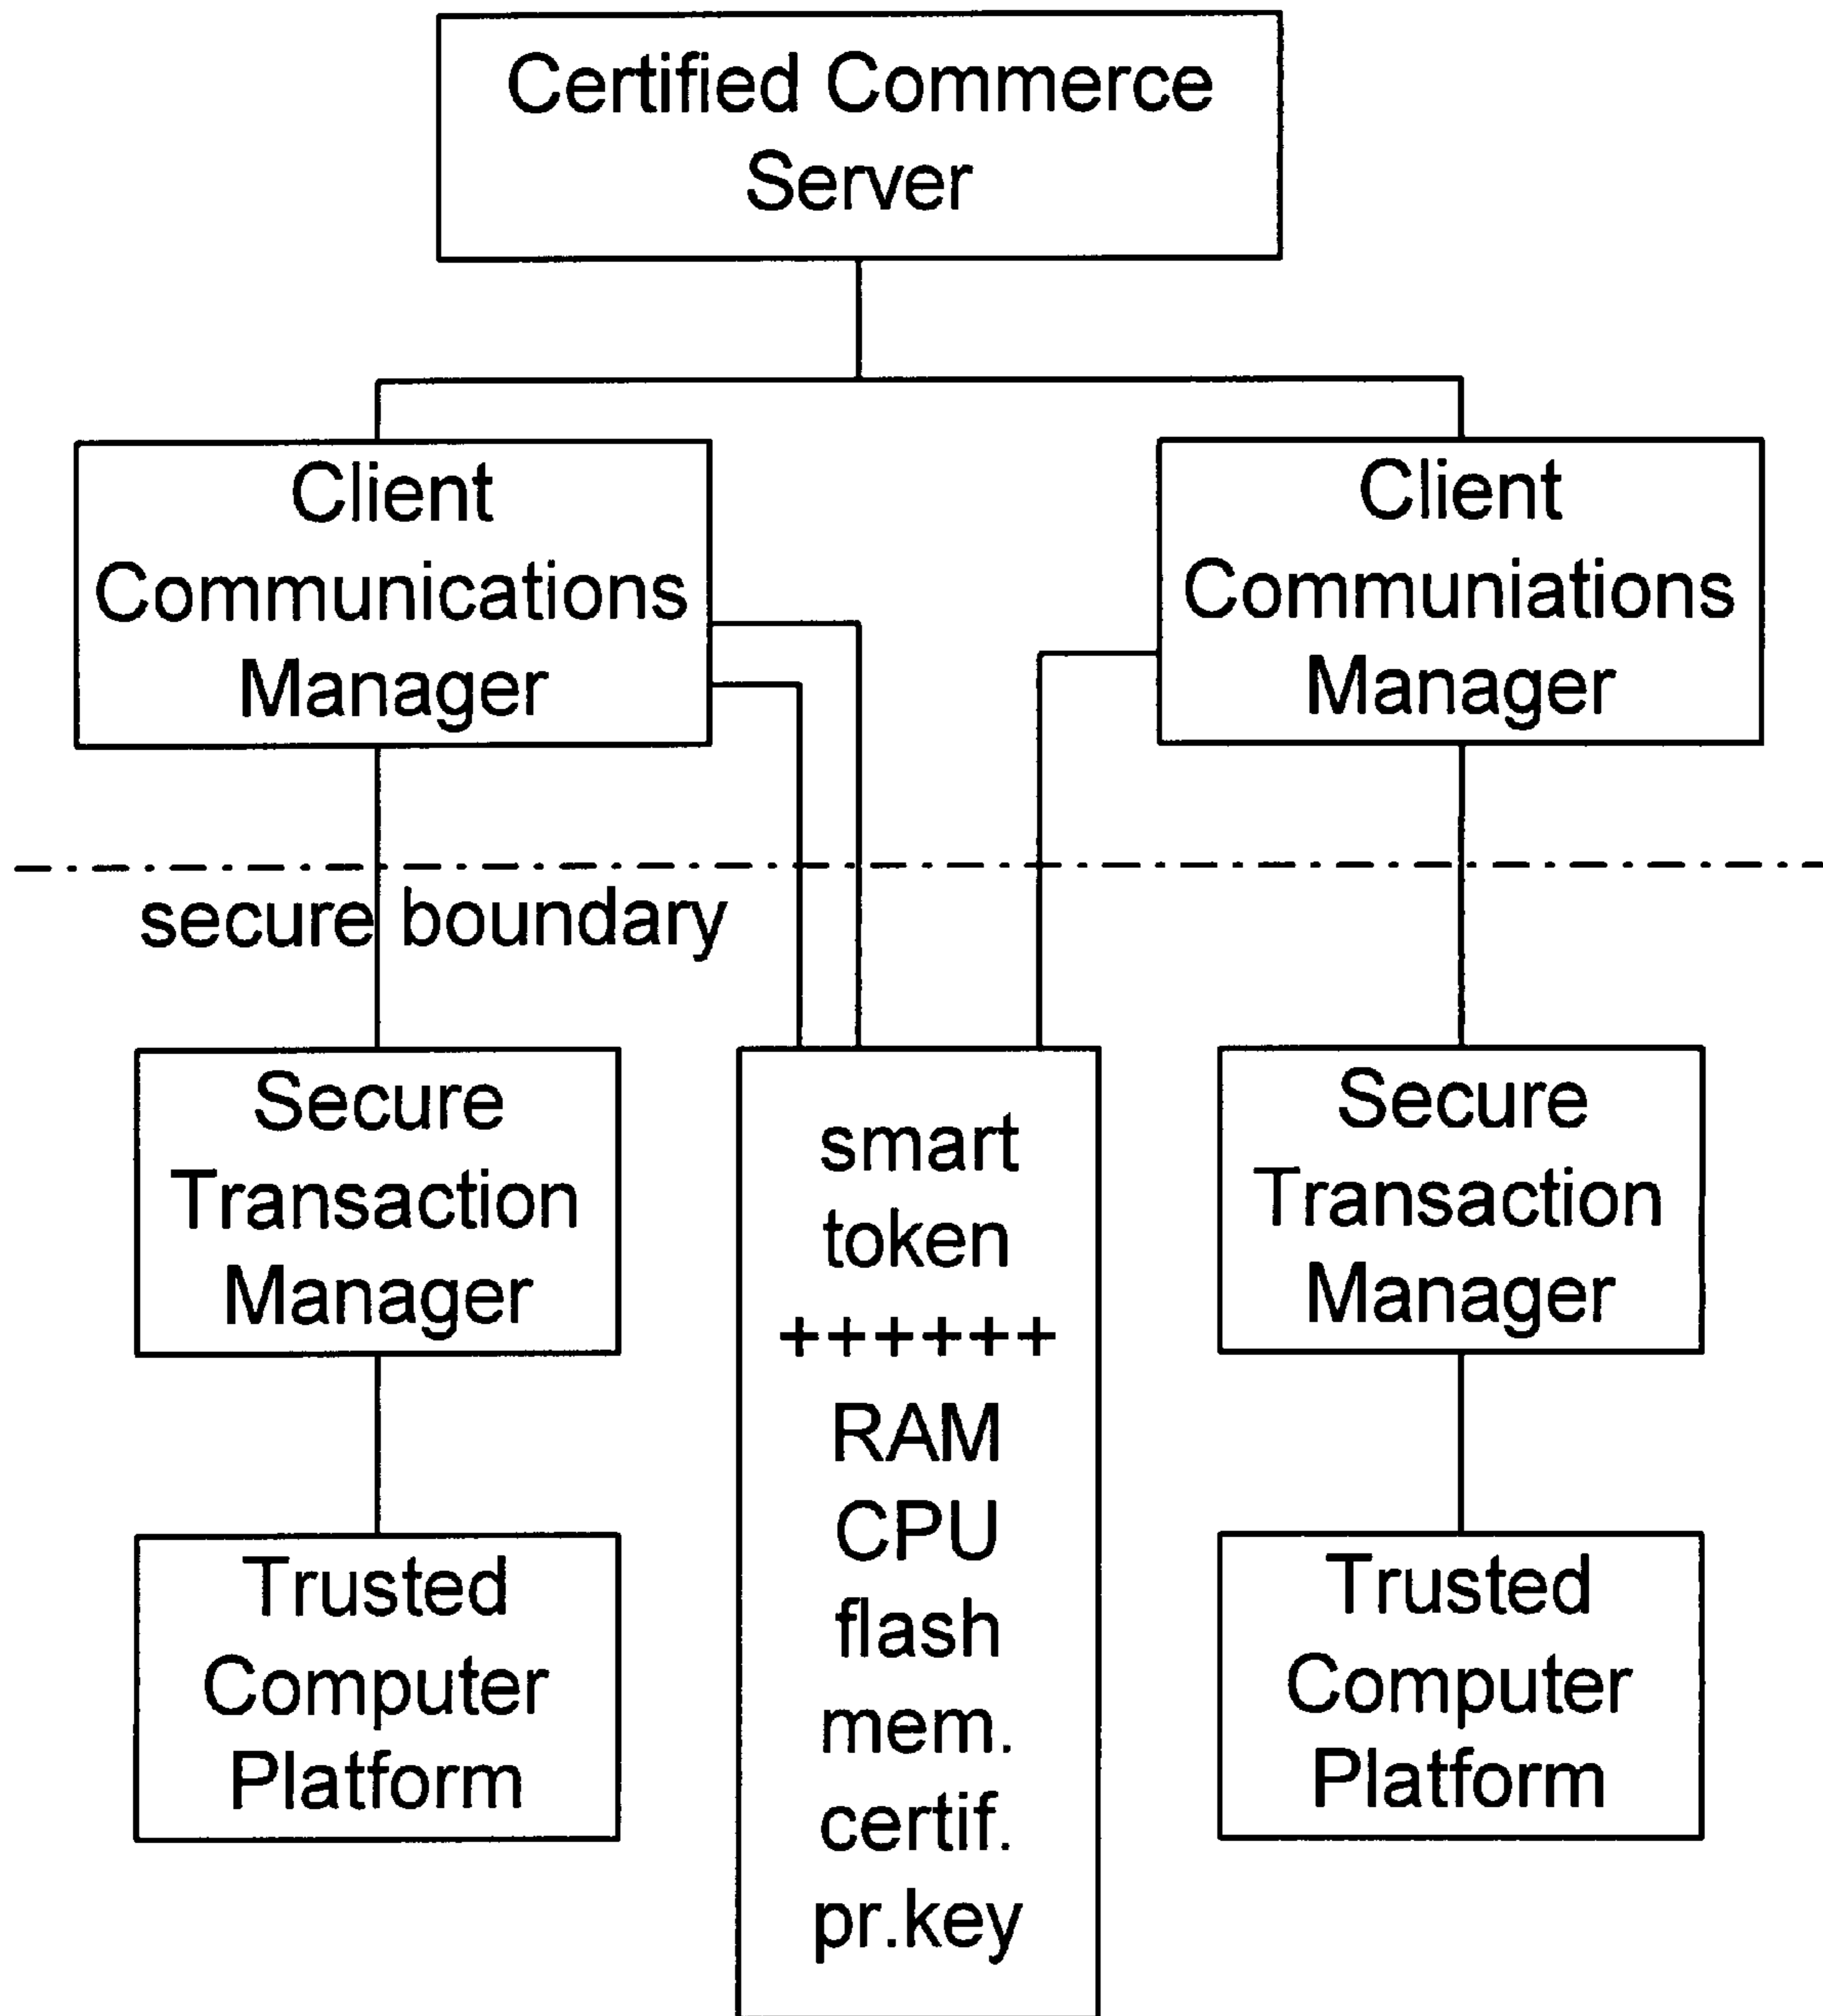 Certified Commerce
Server
Client
Communications
Manager
Client
Communiations
Manager
secure boundary
Secure
Transaction
Manager
smart
token
++++++
RAM
CPU
flash
mem.
certif.
pr.key
Secure
Transaction
Manager
Trusted
Computer
Platform
Trusted
Computer
Platform